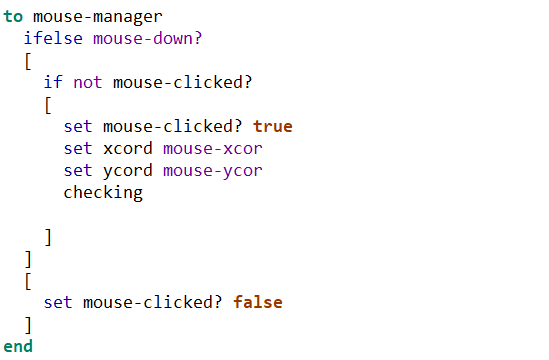 to mouse-manager
  ifelse mouse-down?
  [
    if not mouse-clicked?
    [
      set mouse-clicked? true
      set xcord mouse-xcor
      set ycord mouse-ycor
      checking

    ]
  ]
  [
    set mouse-clicked? false
  ]
end